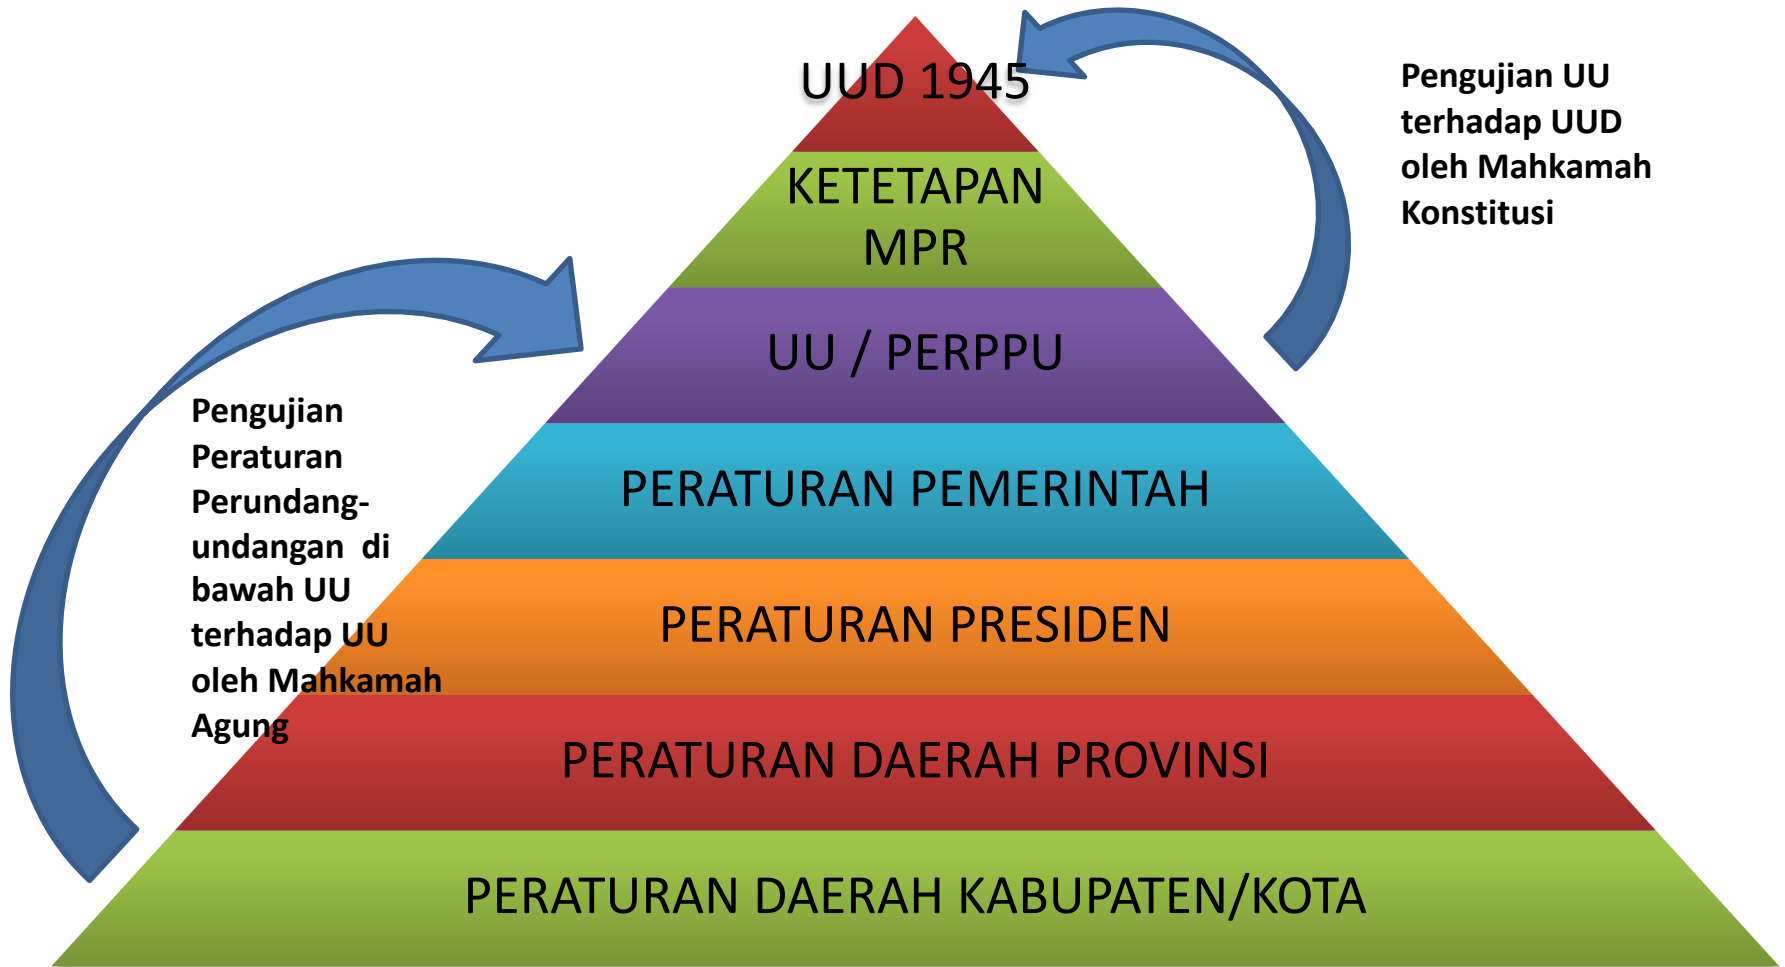 UUD 1945
KETETAPAN
MPR
UU / PERPPU
PERATURAN PEMERINTAH
PERATURAN PRESIDEN
PERATURAN DAERAH PROVINSI
PERATURAN DAERAH KABUPATEN/KOTA
Pengujian UU
terhadap UUD
oleh Mahkamah
Konstitusi
Pengujian
Peraturan
Perundang-
undangan  di
bawah UU
terhadap UU
oleh Mahkamah
Agung